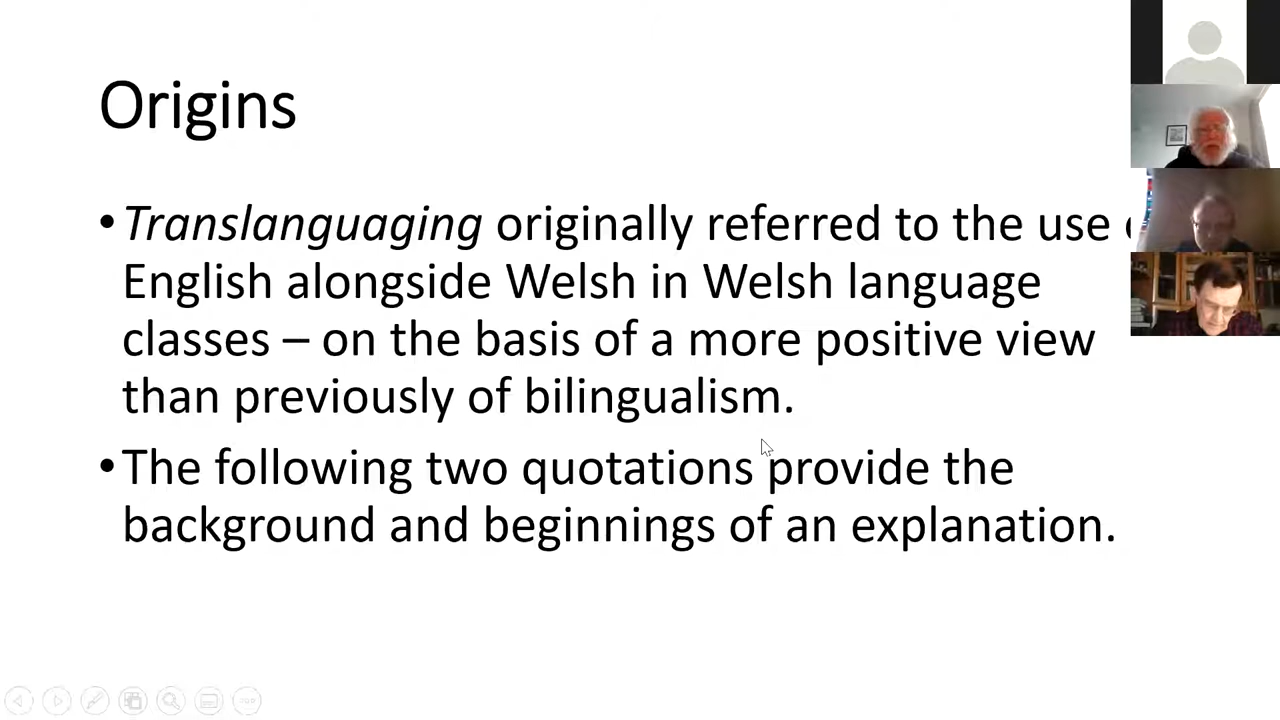 Origins
• Translanguaging originally referred to the use
English alongside Welsh in Welsh language
classes – on the basis of a more positive view
than previously of bilingualism.
• The following two quotations provide the
background and beginnings of an explanation.